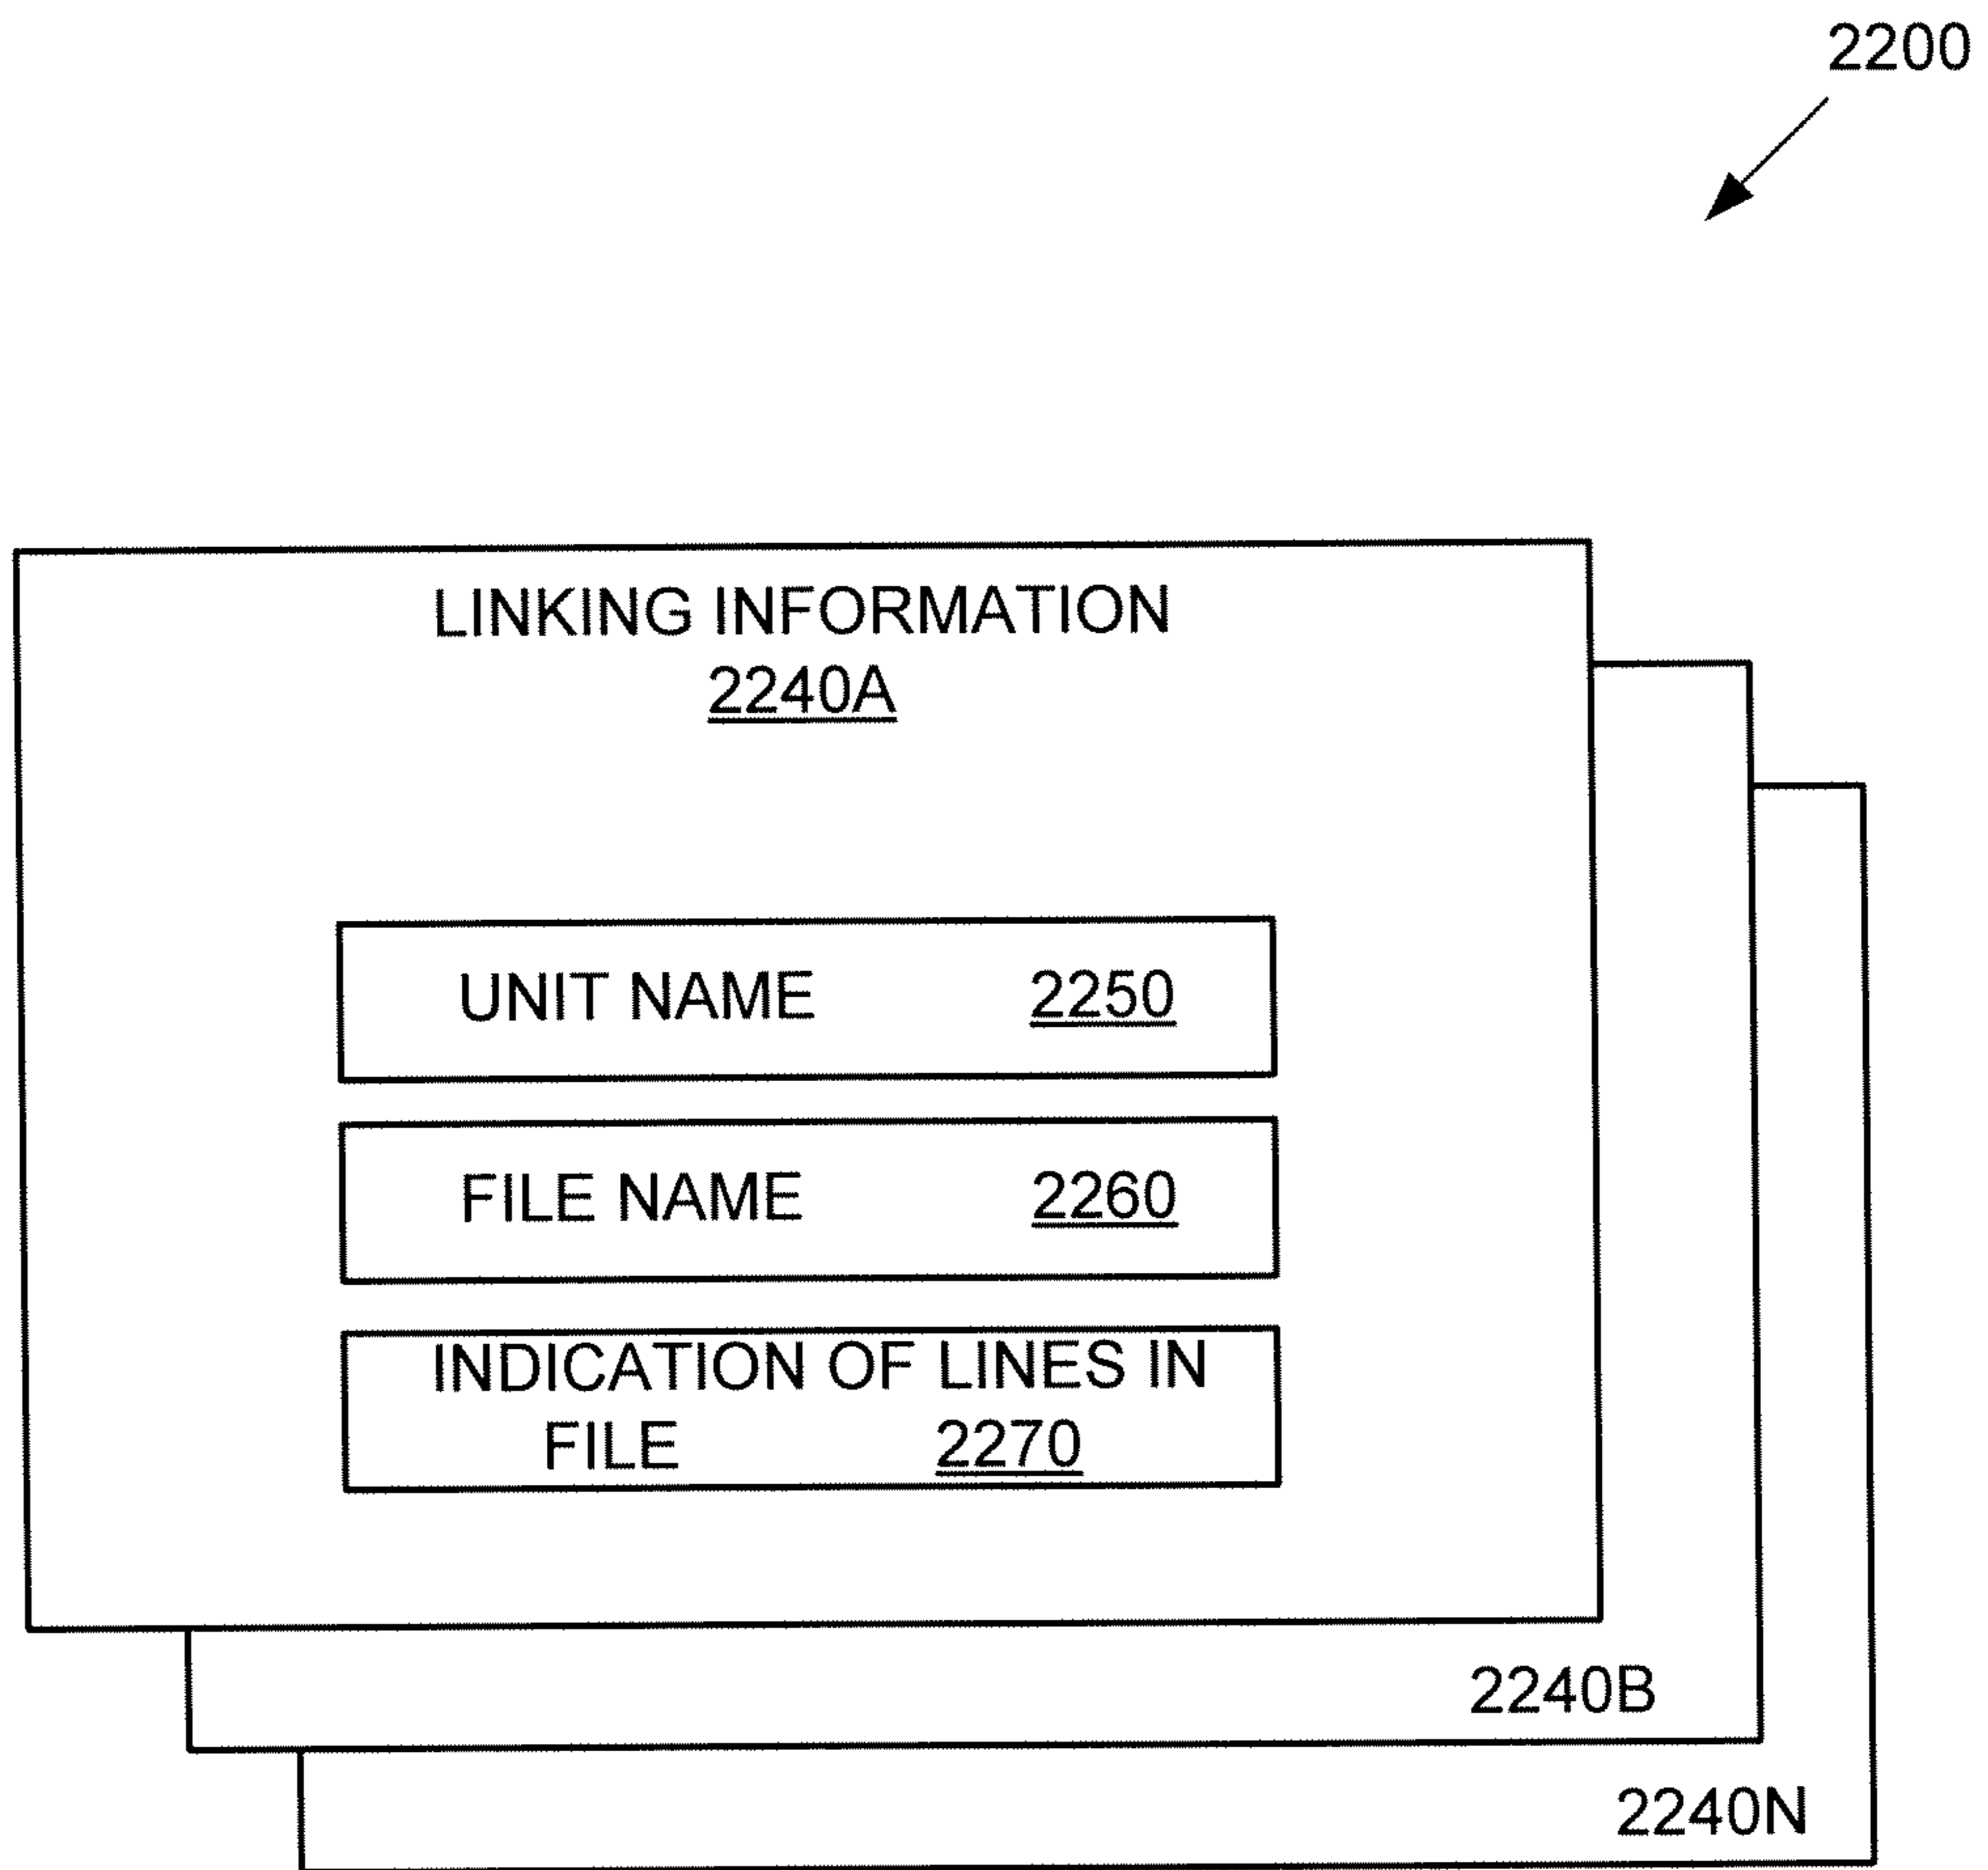 2200
LINKING INFORMATION
2240A
UNIT NAME 2250
FILE NAME 2260
INDICATION OF LINES IN
FILE 2270
2240B
2240N